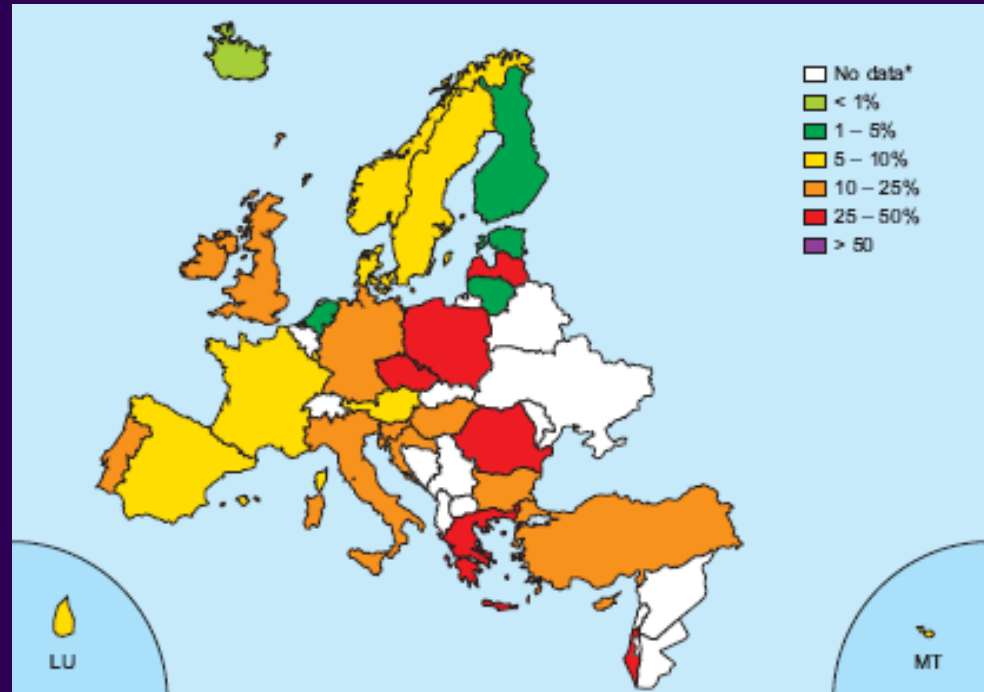 No data*
< 1%
1 – 5%
5 – 10%
10 – 25%
25 – 50%
> 50
LU
MT